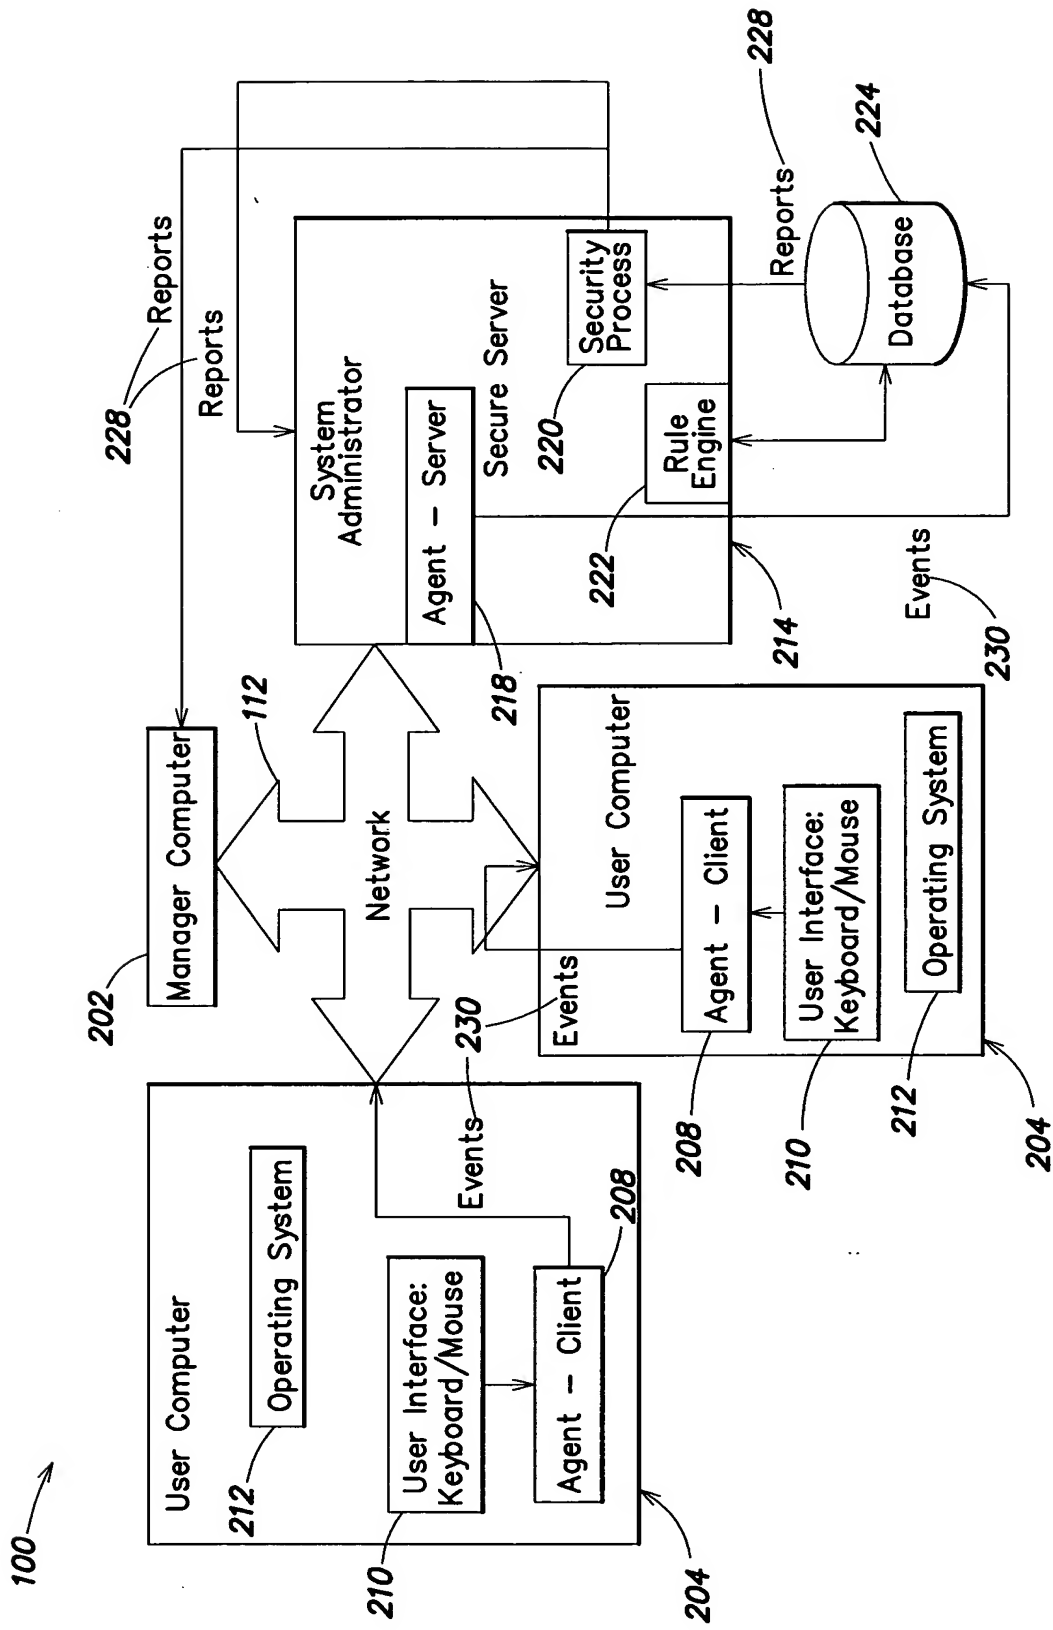 100
User Computer
212
Operating System
210
User Interface:
Keyboard/Mouse
Agent – Client
208
204
Events
230
202
Manager Computer
112
Network
228
Reports
Reports
System
Administrator
Agent – Server
218
Secure Server
220
Security
Process
222
Rule
Engine
214
Reports
228
Database
224
Events
230
User Computer
Events
Agent – Client
208
User Interface:
Keyboard/Mouse
210
Operating System
212
204